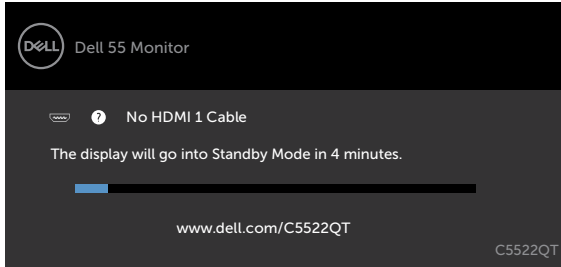 DELL Dell 55 Monitor
? No HDMI 1 Cable
The display will go into Standby Mode in 4 minutes.
www.dell.com/C5522QT
C5522QT